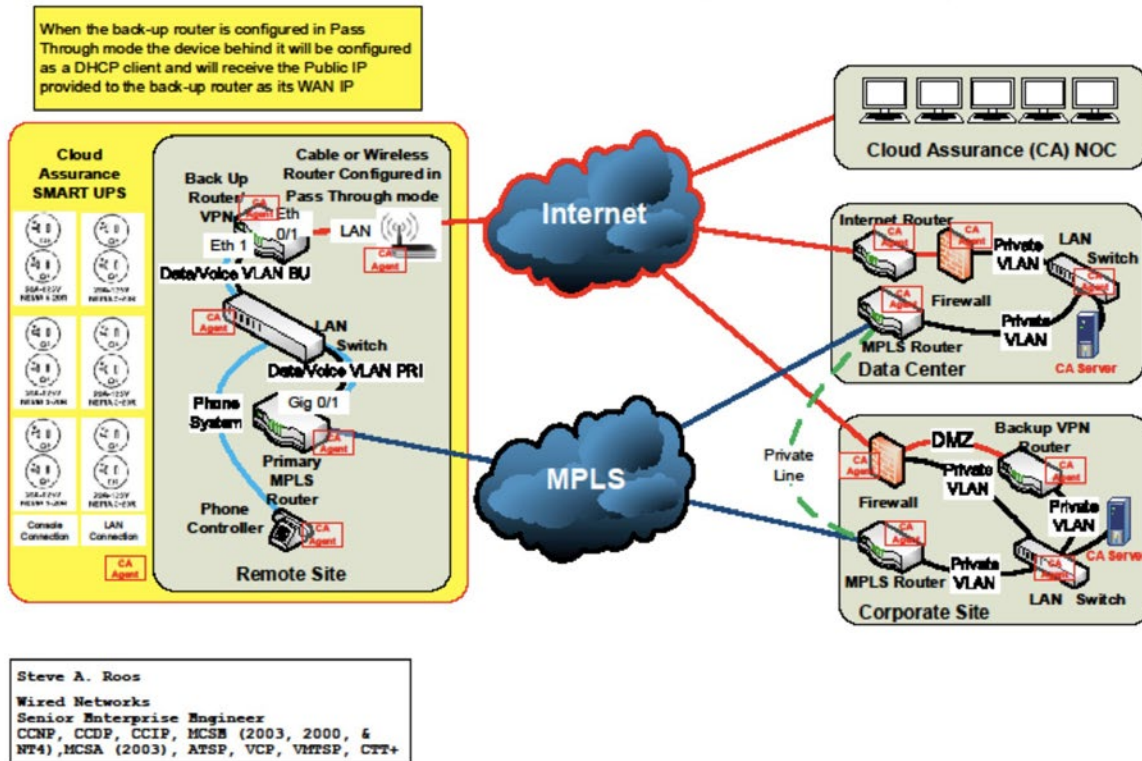 When the back-up router is configured in Pass
Through mode the device behind it will be configured
as a DHCP client and will receive the Public IP
provided to the back-up router as its WAN IP
Cloud
Assurance
SMART UPS
Console
Connection
LAN
Connection
CA
Agent
Back Up
Router/
VPN
CA
Agent
Eth
0/1
Eth 1
Cable or Wireless
Router Configured in
Pass Through mode
LAN
CA
Agent
Data/Voice VLAN BU
CA
Agent
LAN
Switch
Data/Voice VLAN PRI
Phone
System
Gig 0/1
CA
Agent
Primary
MPLS
Router
Phone
Controller
CA
Agent
Remote Site
Internet
MPLS
Private
Line
Cloud Assurance (CA) NOC
Internet Router
CA
Agent
CA
Agent
Firewall
Private
VLAN
LAN
Switch
CA
Agent
CA
Agent
MPLS Router
Private
VLAN
CA Server
Data Center
CA
Agent
Firewall
DMZ
Backup VPN
Router
CA
Agent
Private
VLAN
Private
VLAN
CA Server
CA
Agent
MPLS Router
Private
VLAN
CA
Agent
LAN
Switch
Corporate Site
Steve A. Roos
Wired Networks
Senior Enterprise Engineer
CCNP, CCDP, CCIP, MCSE (2003, 2000, &
NT4),MCSA (2003), ATSP, VCP, VMTSP, CTT+